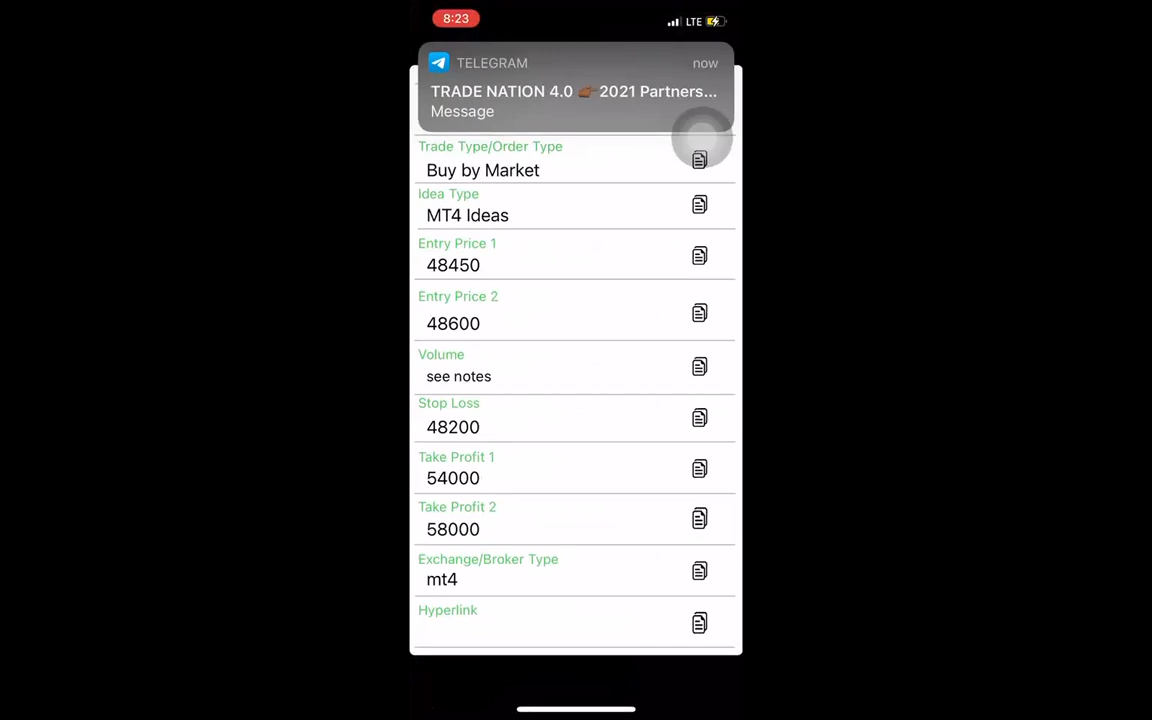 8:23
LTE
TELEGRAM
now
TRADE NATION 4.0 👉🏾 2021 Partners...
Message
Trade Type/Order Type
Buy by Market
Idea Type
MT4 Ideas
Entry Price 1
48450
Entry Price 2
48600
Volume
see notes
Stop Loss
48200
Take Profit 1
54000
Take Profit 2
58000
Exchange/Broker Type
mt4
Hyperlink